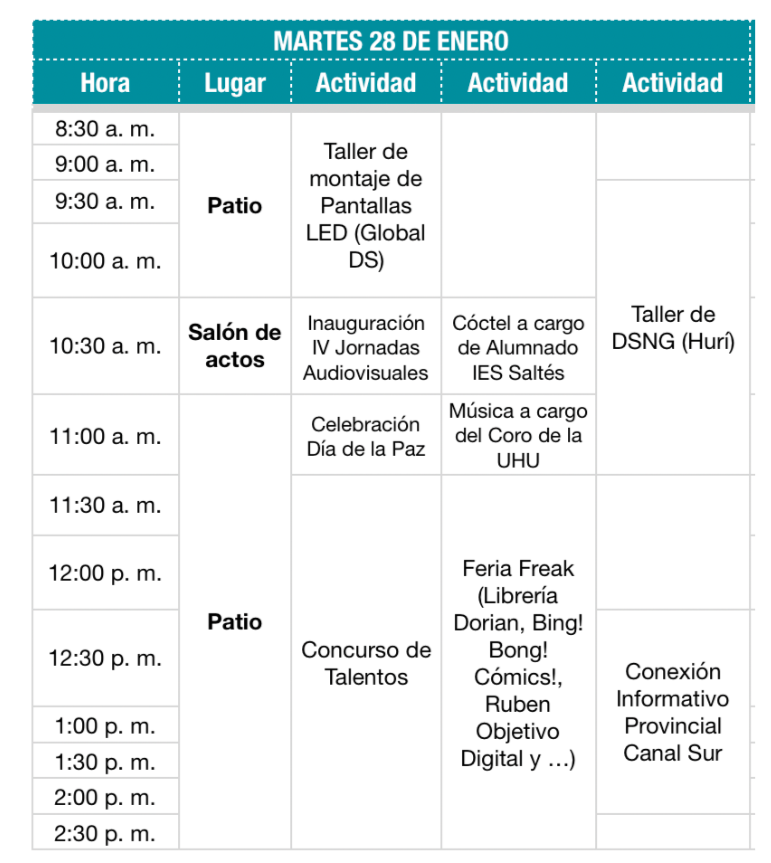 MARTES 28 DE ENERO
Hora Lugar Actividad Actividad Actividad
8:30 a. m.
9:00 a. m.
9:30 a. m.
10:00 a. m.
Patio
Taller de
montaje de
Pantallas
LED (Global
DS)
Taller de
DSNG (Hurí)
10:30 a. m.
Salón de
actos
Inauguración
IV Jornadas
Audiovisuales
Cóctel a cargo
de Alumnado
IES Saltés
11:00 a. m.
Celebración
Día de la Paz
Música a cargo
del Coro de la
UHU
11:30 a. m.
12:00 p. m.
12:30 p. m.
1:00 p. m.
1:30 p. m.
2:00 p. m.
2:30 p. m.
Patio
Concurso de
Talentos
Feria Freak
(Librería
Dorian, Bing!
Bong!
Cómics!,
Ruben
Objetivo
Digital y …)
Conexión
Informativo
Provincial
Canal Sur